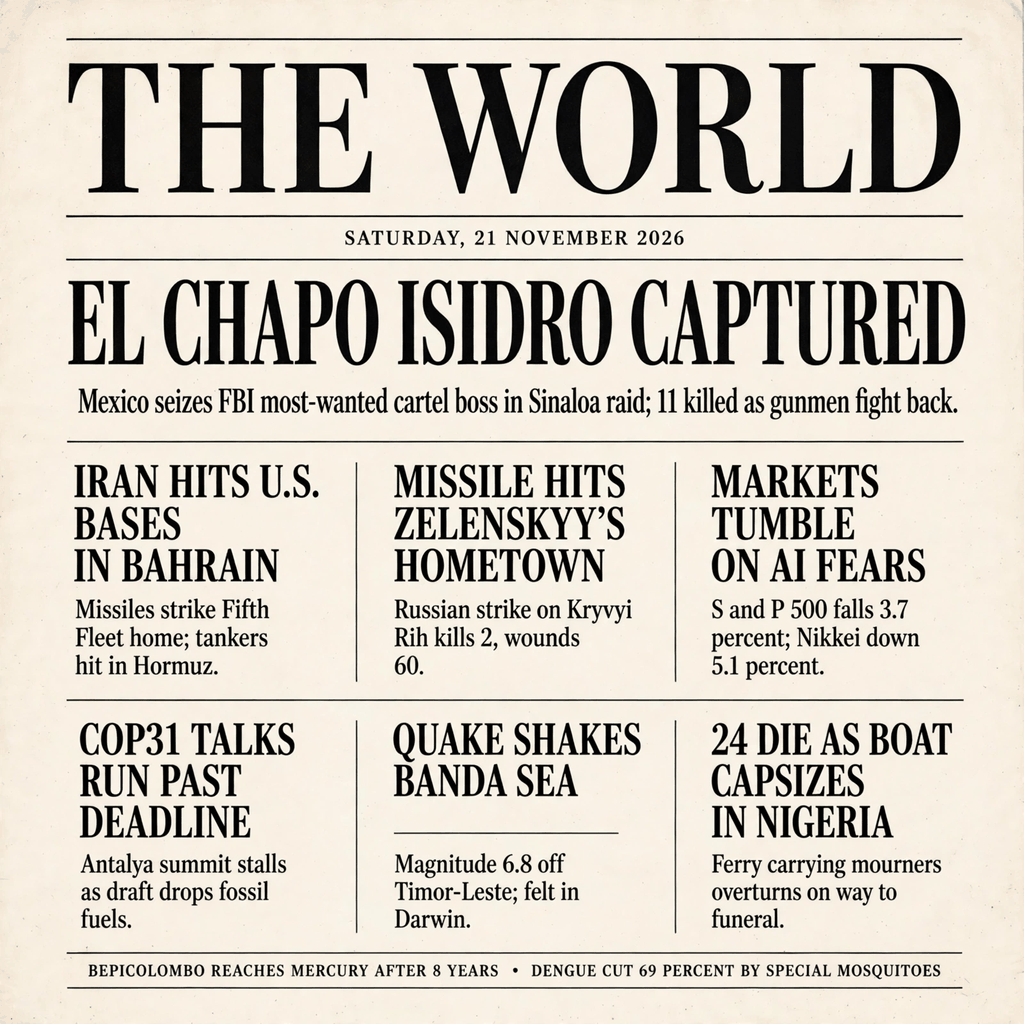 THE WORLD
SATURDAY, 21 NOVEMBER 2026
EL CHAPO ISIDRO CAPTURED
Mexico seizes FBI most-wanted cartel boss in Sinaloa raid; 11 killed as gunmen fight back.
IRAN HITS U.S.
BASES
IN BAHRAIN
Missiles strike Fifth
Fleet home; tankers
hit in Hormuz.
MISSILE HITS
ZELENSKYY’S
HOMETOWN
Russian strike on Kryvyi
Rih kills 2, wounds
60.
MARKETS
TUMBLE
ON AI FEARS
S and P 500 falls 3.7
percent; Nikkei down
5.1 percent.
COP31 TALKS
RUN PAST
DEADLINE
Antalya summit stalls
as draft drops fossil
fuels.
QUAKE SHAKES
BANDA SEA
Magnitude 6.8 off
Timor-Leste; felt in
Darwin.
24 DIE AS BOAT
CAPSIZES
IN NIGERIA
Ferry carrying mourners
overturns on way to
funeral.
BEPICOLOMBO REACHES MERCURY AFTER 8 YEARS • DENGUE CUT 69 PERCENT BY SPECIAL MOSQUITOES